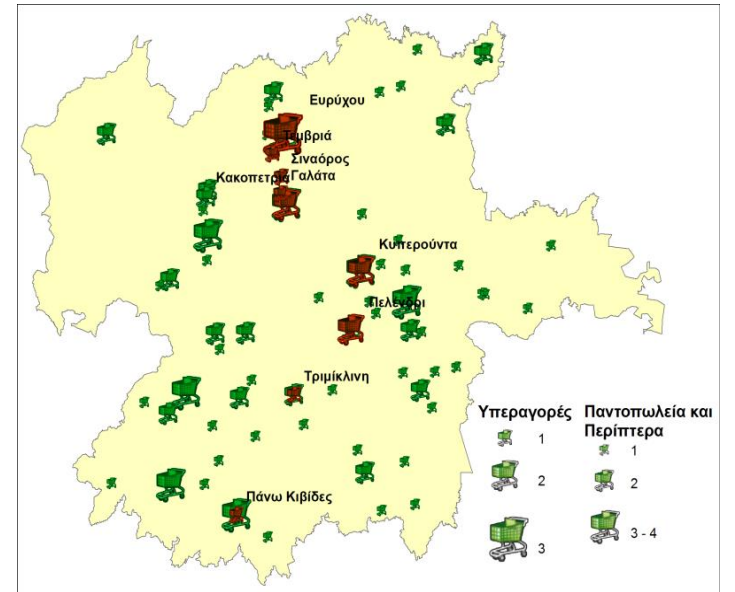 Ευρύχου
Τεμβριά
Σιναόρος
Γαλάτα
Κακοπετριά
Κυπερούντα
Πελένδρι
Τριμίκλινη
Πάνω Κιβίδες
Υπεραγορές
1
2
3
Παντοπωλεία και
Περίπτερα
1
2
3 - 4